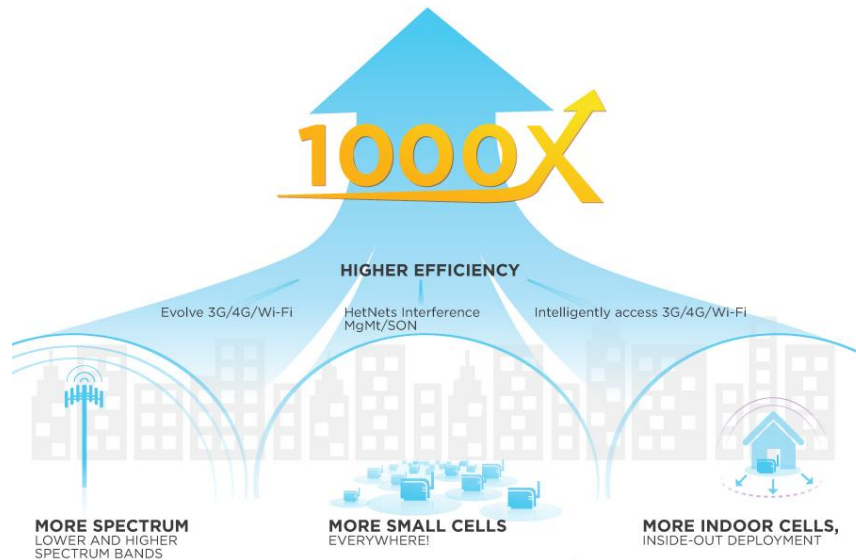 1000X
HIGHER EFFICIENCY
Evolve 3G/4G/Wi-Fi
HetNets Interference
MgMt/SON
Intelligently access 3G/4G/Wi-Fi
MORE SPECTRUM
LOWER AND HIGHER
SPECTRUM BANDS
MORE SMALL CELLS
EVERYWHERE!
MORE INDOOR CELLS,
INSIDE-OUT DEPLOYMENT